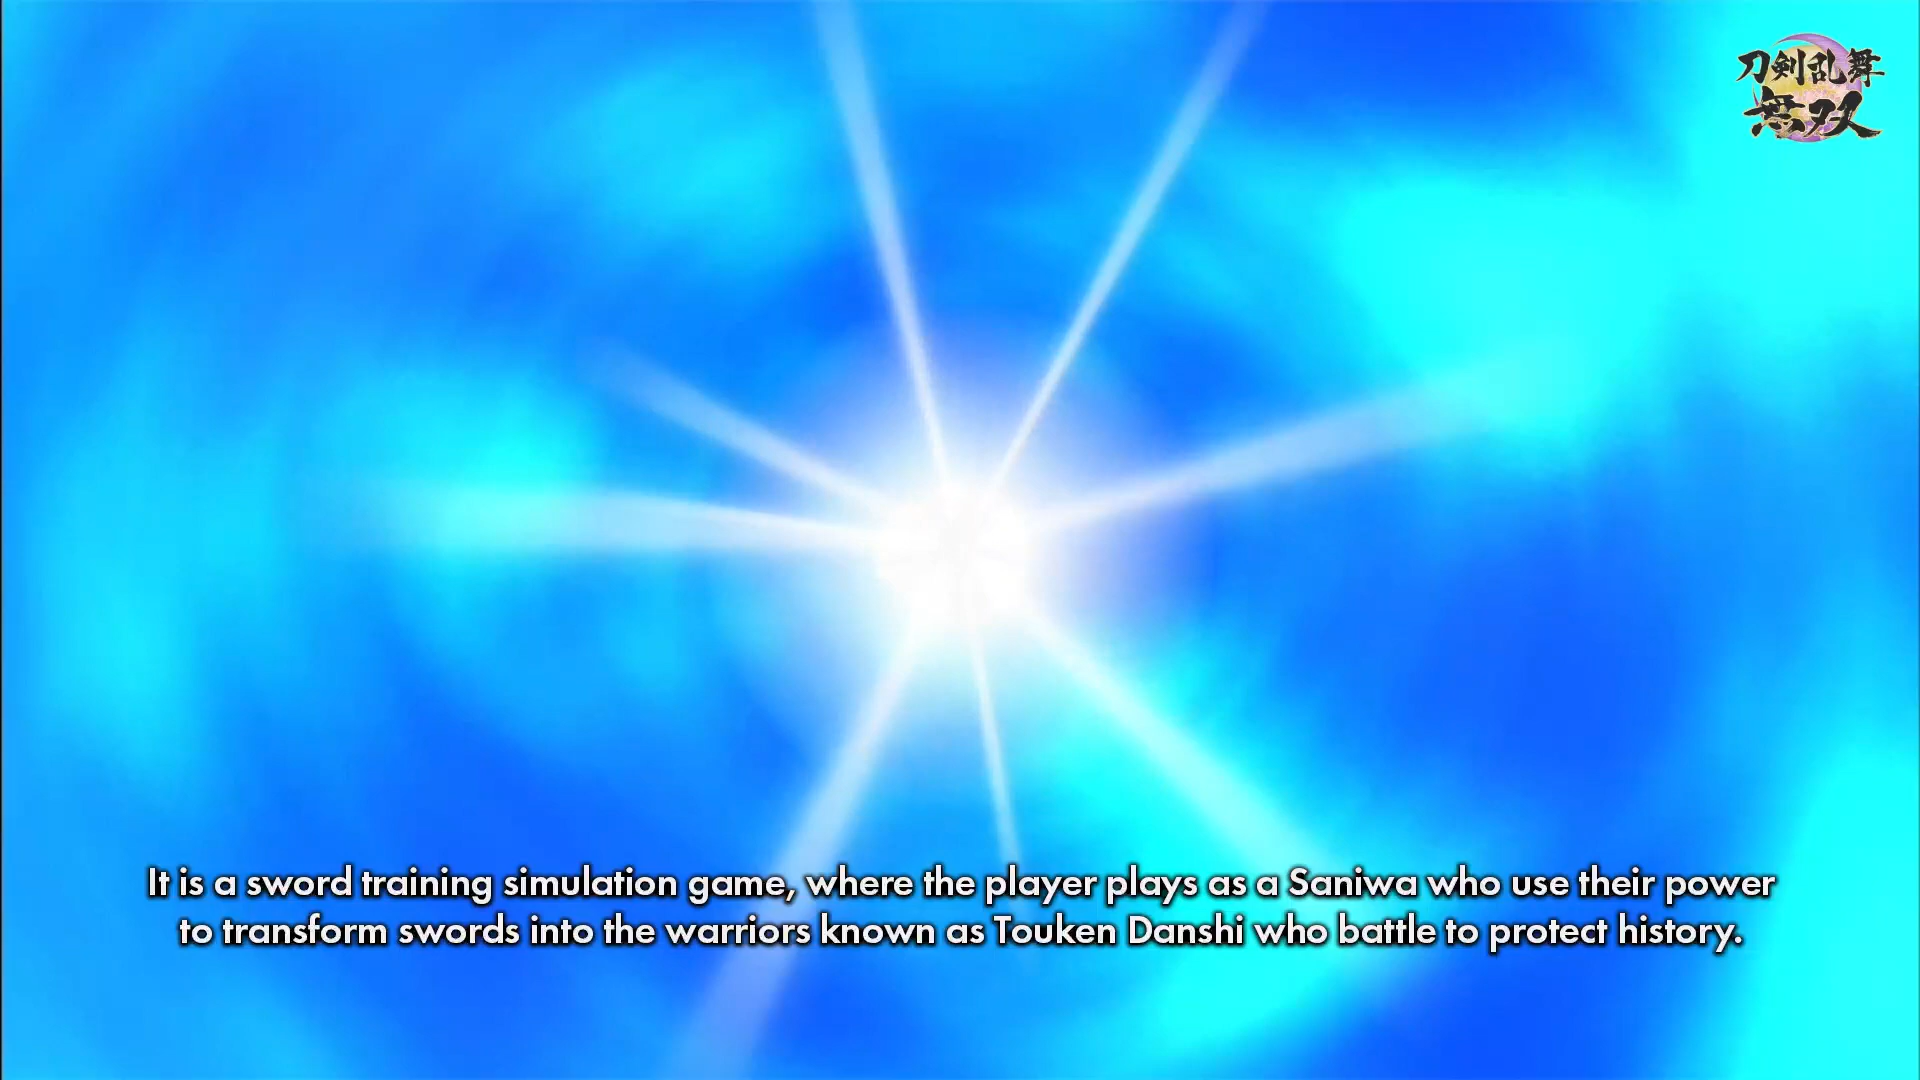 刀剣乱舞
無双
It is a sword training simulation game, where the player plays as a Saniwa who use their power
to transform swords into the warriors known as Touken Danshi who battle to protect history.